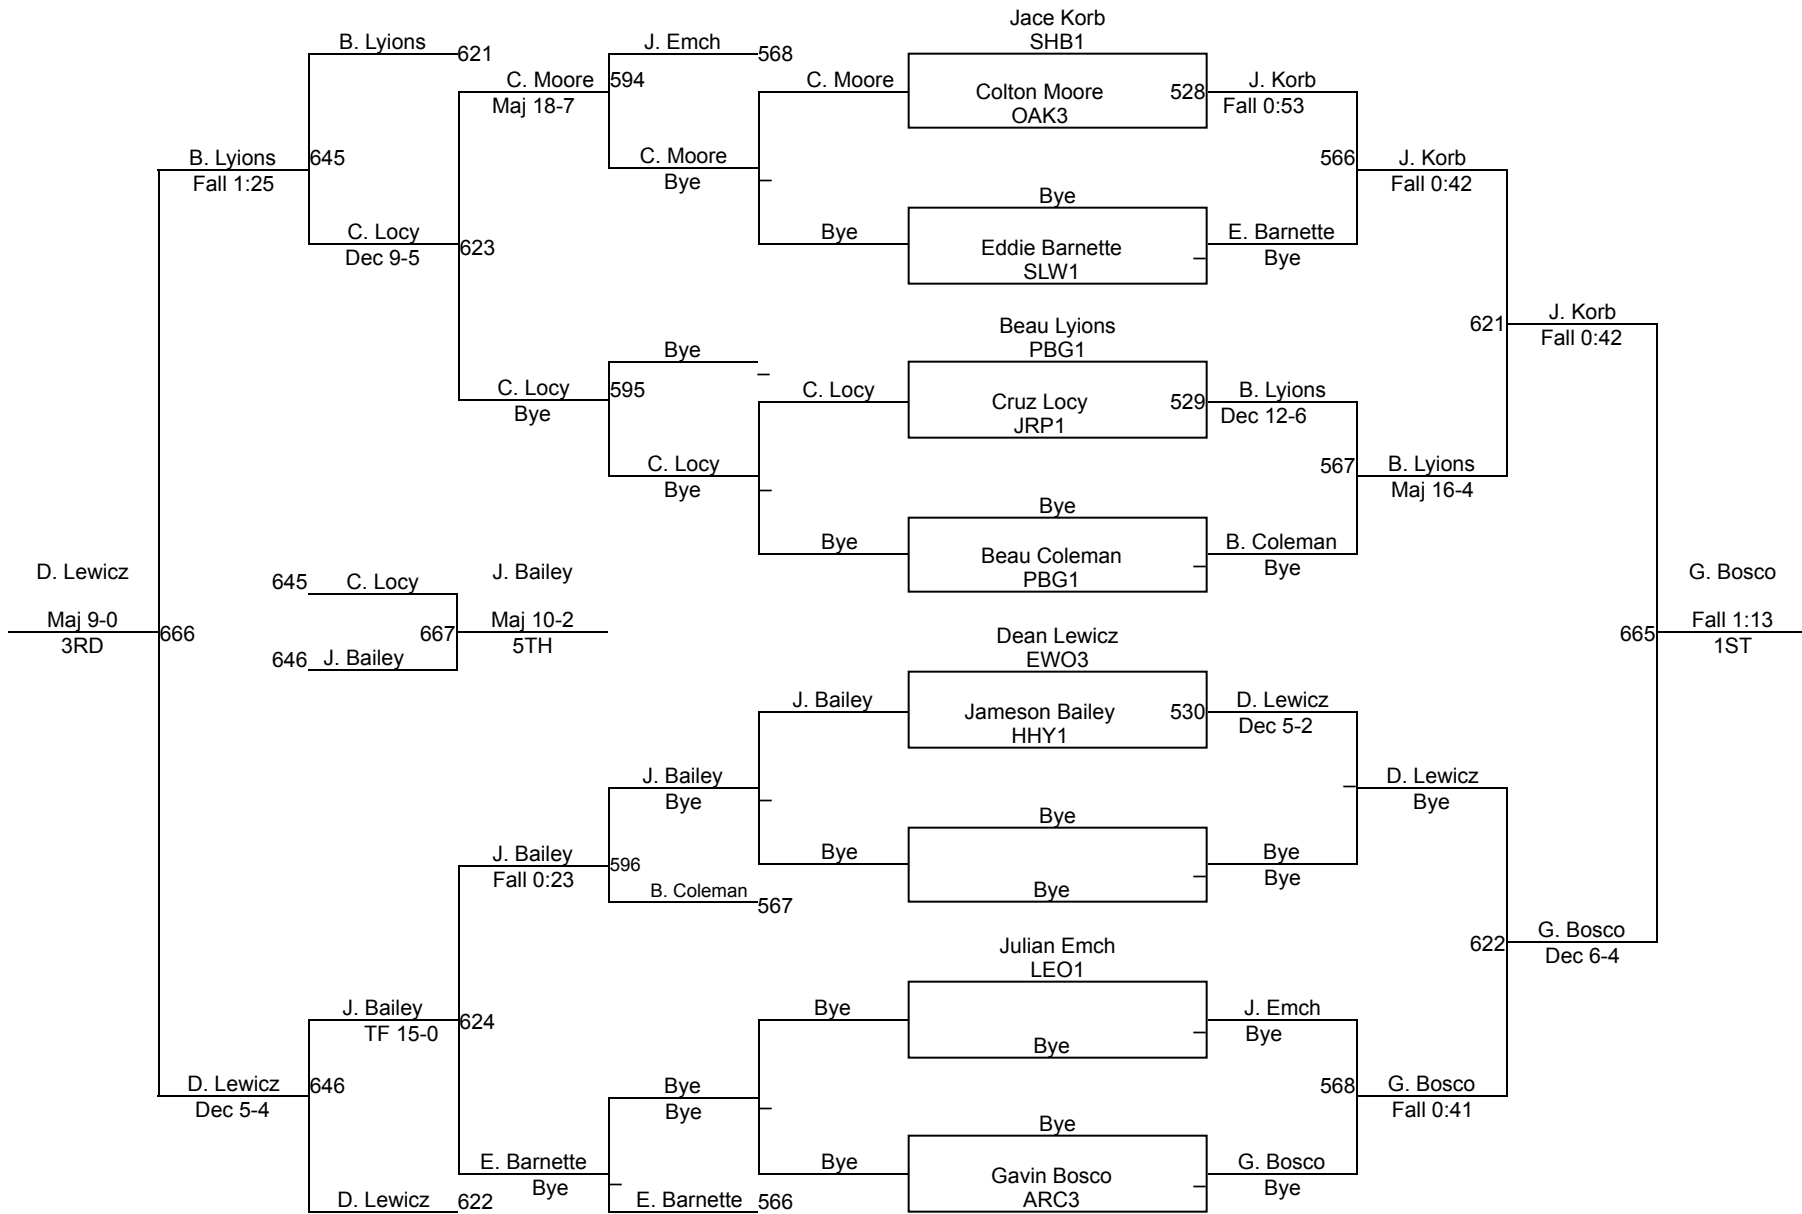 Jace Korb
SHB1
B. Lyions
621
J. Emch
568
C. Moore
594
Maj 18-7
C. Moore
Colton Moore
528
OAK3
J. Korb
Fall 0:53
B. Lyions
645
Fall 1:25
C. Moore
Bye
566
J. Korb
Fall 0:42
Bye
C. Locy
623
Dec 9-5
Bye
Eddie Barnette
SLW1
E. Barnette
Bye
Beau Lyions
PBG1
621
J. Korb
Fall 0:42
Bye
C. Locy
595
Bye
C. Locy
Cruz Locy
529
JRP1
B. Lyions
Dec 12-6
C. Locy
Bye
567
B. Lyions
Maj 16-4
Bye
Bye
Beau Coleman
PBG1
B. Coleman
Bye
D. Lewicz
Maj 9-0
666
3RD
645
C. Locy
667
646
J. Bailey
J. Bailey
Maj 10-2
5TH
G. Bosco
665
Fall 1:13
1ST
Dean Lewicz
EWO3
J. Bailey
Jameson Bailey
530
HHY1
D. Lewicz
Dec 5-2
J. Bailey
Bye
D. Lewicz
Bye
Bye
Bye
Bye
Bye
Bye
J. Bailey
596
Fall 0:23
B. Coleman
567
Julian Emch
LEO1
622
G. Bosco
Dec 6-4
J. Bailey
624
TF 15-0
Bye
Bye
J. Emch
Bye
D. Lewicz
646
Dec 5-4
Bye
Bye
568
G. Bosco
Fall 0:41
Bye
E. Barnette
Bye
Bye
Gavin Bosco
ARC3
G. Bosco
Bye
D. Lewicz
622
E. Barnette
566